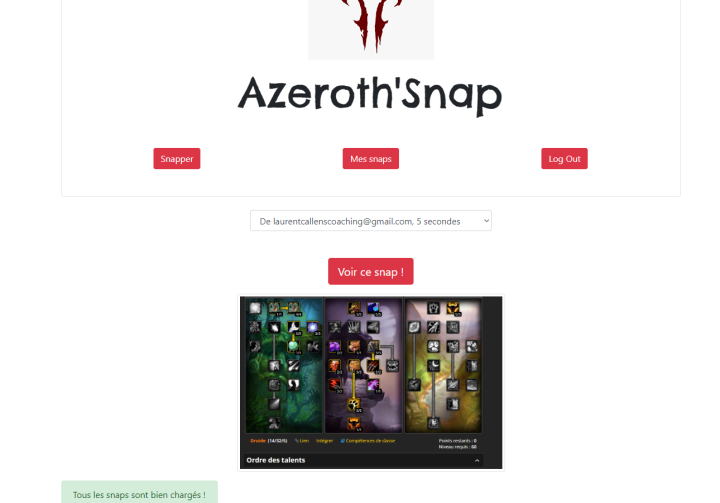 Azeroth'Snap
Snapper
Mes snaps
Log Out
De laurentcallenscoaching@gmail.com, 5 secondes
Voir ce snap !
Druide (14/32/5) Lien Intégrer Compétences de classe
Points restants : 0
Niveau requis : 60
Ordre des talents
Tous les snaps sont bien chargés !